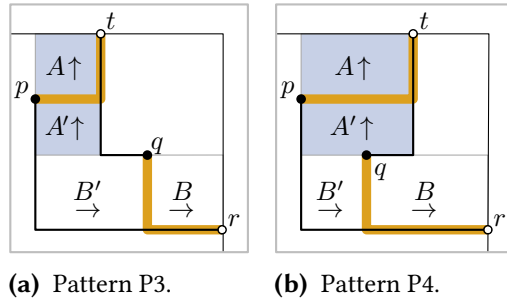 t
t
A↑
A↑
p
p
A′↑
A′↑
q
q
B′
→
B
→
B′
→
B
→
r
r
(a) Pattern P3.
(b) Pattern P4.